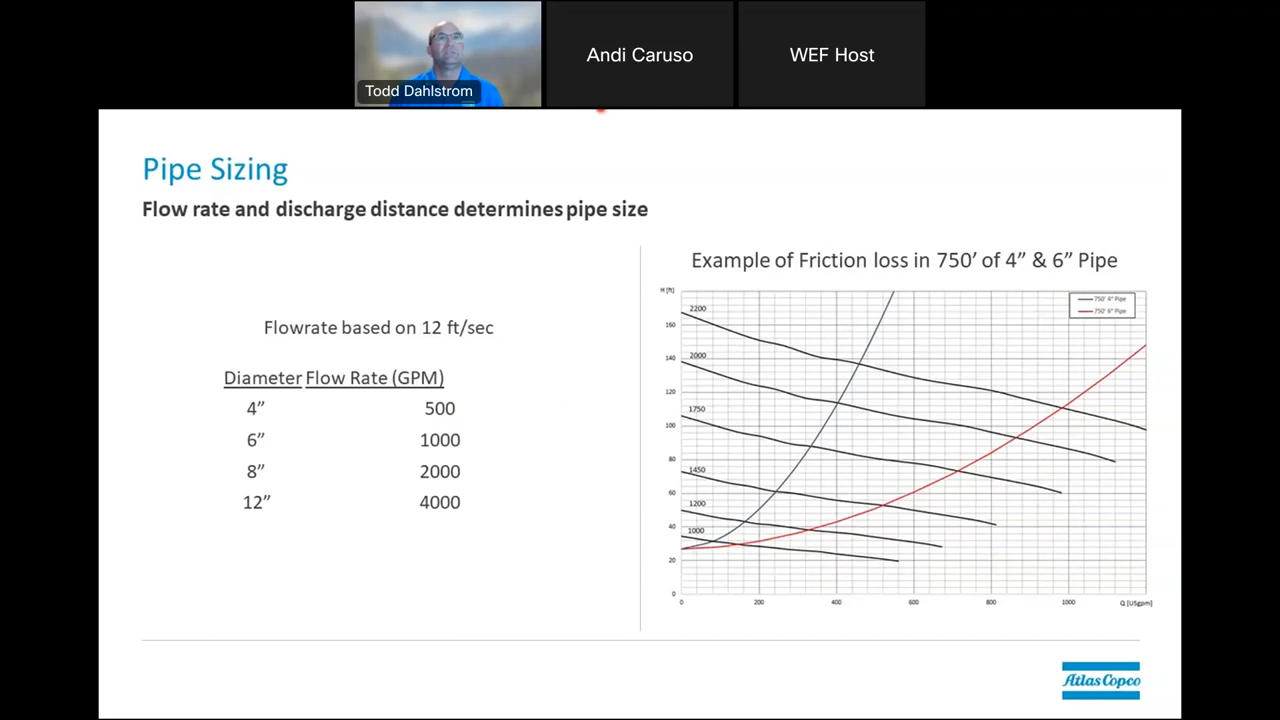 Todd Dahlstrom
Andi Caruso
WEF Host
Pipe Sizing
Flow rate and discharge distance determines pipe size
Flowrate based on 12 ft/sec
Diameter Flow Rate (GPM)
4” 500
6” 1000
8” 2000
12” 4000
Example of Friction loss in 750’ of 4” & 6” Pipe
H [ft]
750' 4" Pipe
750' 6" Pipe
2200
160
2000
140
120
1750
100
80
1450
60
1200
40
1000
20
0
0 200 400 600 800 1000 Q [USgpm]
Atlas Copco